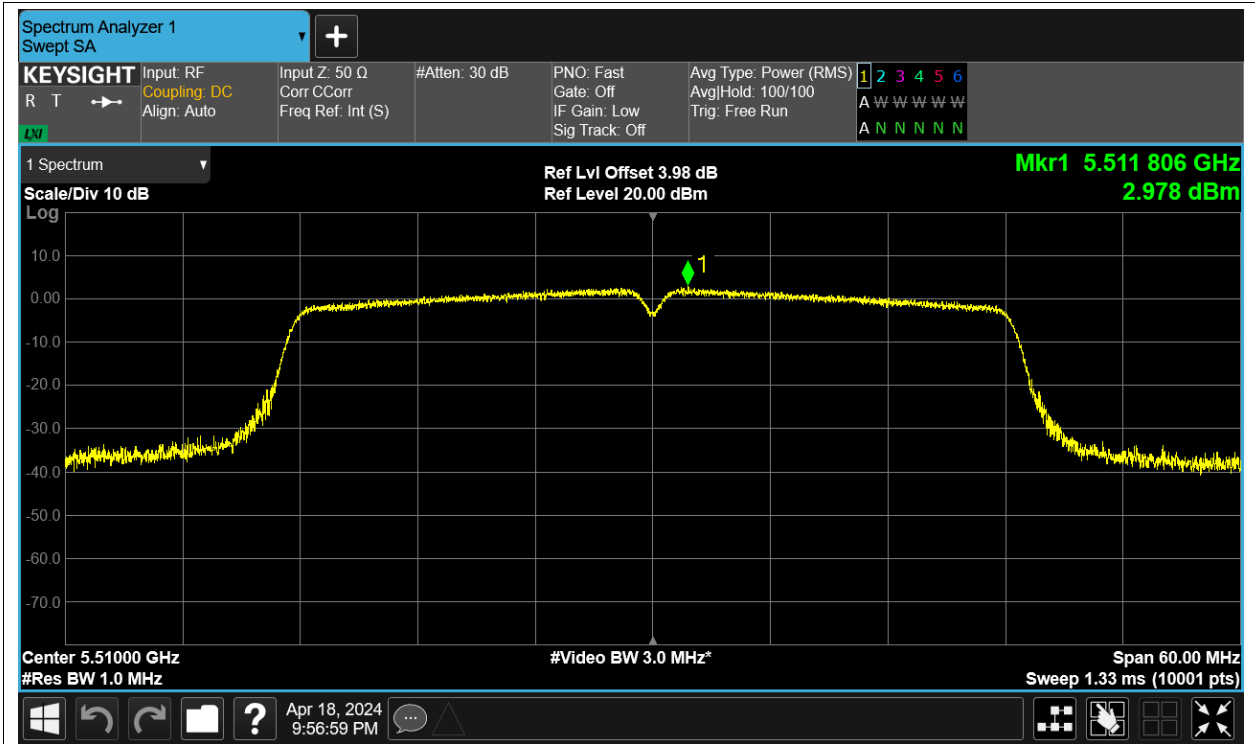 Spectrum Analyzer 1
Swept SA
KEYSIGHT
R T
LXI
Input: RF
Coupling: DC
Align: Auto
Input Z: 50 Ω
Corr CCorr
Freq Ref: Int (S)
#Atten: 30 dB
PNO: Fast
Gate: Off
IF Gain: Low
Sig Track: Off
Avg Type: Power (RMS)
Avg|Hold: 100/100
Trig: Free Run
1 2 3 4 5 6
A W W W W W
A N N N N N
1 Spectrum
Scale/Div 10 dB
Log
Ref Lvl Offset 3.98 dB
Ref Level 20.00 dBm
Mkr1 5.511 806 GHz
2.978 dBm
10.0
0.00
-10.0
-20.0
-30.0
-40.0
-50.0
-60.0
-70.0
1
Center 5.51000 GHz
#Res BW 1.0 MHz
#Video BW 3.0 MHz*
Span 60.00 MHz
Sweep 1.33 ms (10001 pts)
?
Apr 18, 2024
9:56:59 PM